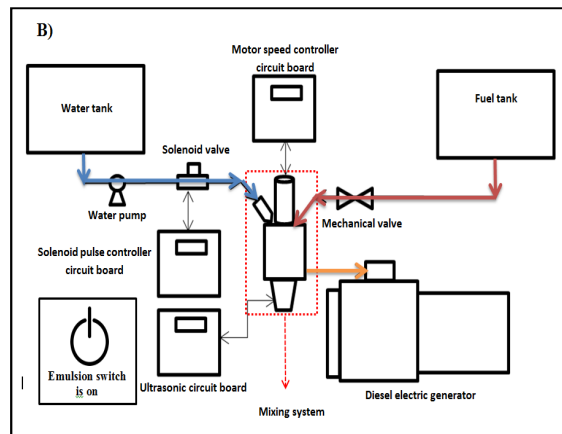 B)
Motor speed controller
circuit board
Water tank
Fuel tank
Solenoid valve
Water pump
Mechanical valve
Solenoid pulse controller
circuit board
Emulsion switch
is on
Ultrasonic circuit board
Diesel electric generator
Mixing system